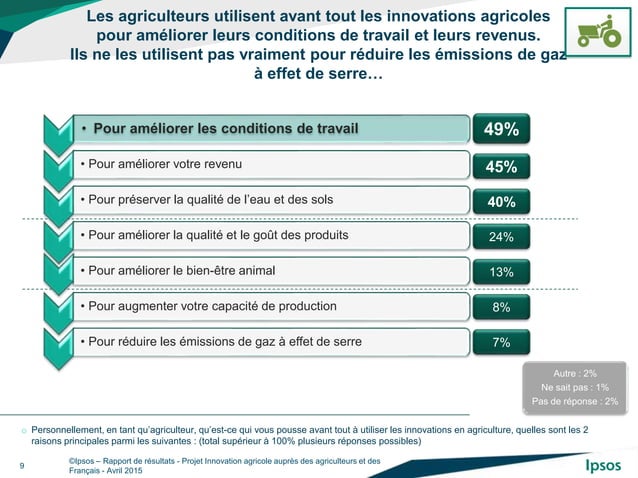 Les agriculteurs utilisent avant tout les innovations agricoles
pour améliorer leurs conditions de travail et leurs revenus.
Ils ne les utilisent pas vraiment pour réduire les émissions de gaz
à effet de serre…
• Pour améliorer les conditions de travail 49%
• Pour améliorer votre revenu 45%
• Pour préserver la qualité de l’eau et des sols 40%
• Pour améliorer la qualité et le goût des produits 24%
• Pour améliorer le bien-être animal 13%
• Pour augmenter votre capacité de production 8%
• Pour réduire les émissions de gaz à effet de serre 7%
Autre : 2%
Ne sait pas : 1%
Pas de réponse : 2%
o Personnellement, en tant qu’agriculteur, qu’est-ce qui vous pousse avant tout à utiliser les innovations en agriculture, quelles sont les 2
raisons principales parmi les suivantes : (total supérieur à 100% plusieurs réponses possibles)
9
©Ipsos – Rapport de résultats - Projet Innovation agricole auprès des agriculteurs et des
Français - Avril 2015
Ipsos